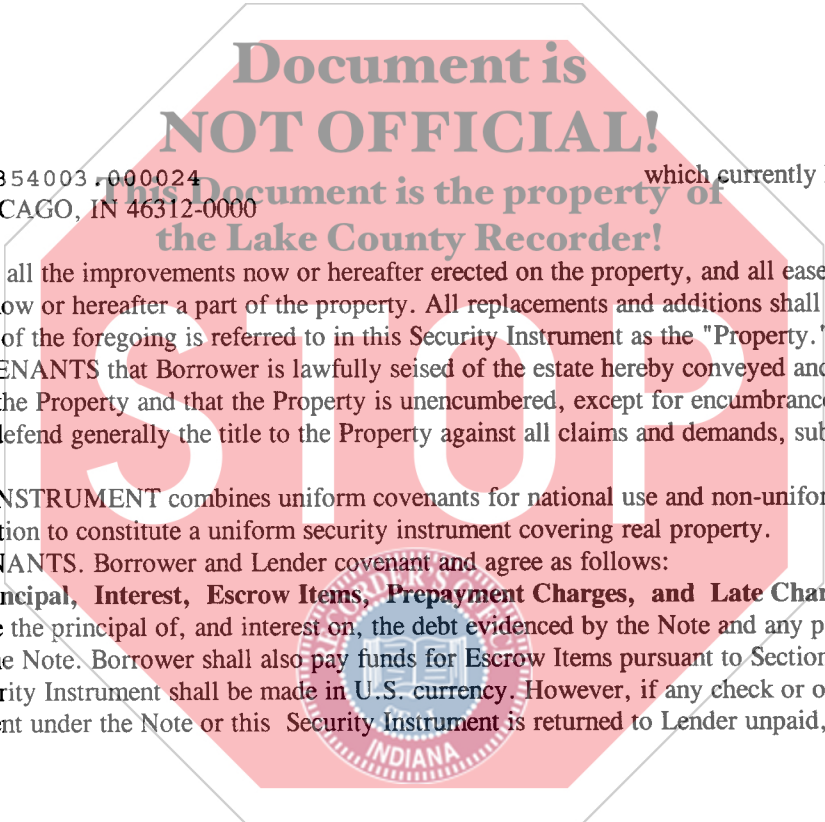 Document is
NOT OFFICIAL!
354003.000024 which currently
This Document is the property of
CAGO, IN 46312-0000
the Lake County Recorder!
all the improvements now or hereafter erected on the property, and all ease
ow or hereafter a part of the property. All replacements and additions shall
of the foregoing is referred to in this Security Instrument as the "Property."
ENANTS that Borrower is lawfully seised of the estate hereby conveyed and
the Property and that the Property is unencumbered, except for encumbrance
defend generally the title to the Property against all claims and demands, sub
STOP
NSTRUMENT combines uniform covenants for national use and non-unifor
tion to constitute a uniform security instrument covering real property.
NANTS. Borrower and Lender covenant and agree as follows:
ncipal, Interest, Escrow Items, Prepayment Charges, and Late Char
e the principal of, and interest on, the debt evidenced by the Note and any p
e Note. Borrower shall also pay funds for Escrow Items pursuant to Section
rity Instrument shall be made in U.S. currency. However, if any check or o
nt under the Note or this Security Instrument is returned to Lender unpaid,
RECORDER'S OFFICE
SEAL
INDIANA